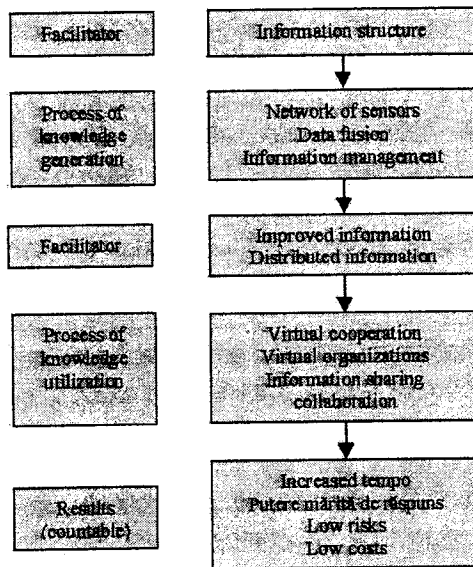 Facilitator
Information structure
Process of
knowledge
generation
Network of sensors
Data fusion
Information management
Facilitator
Improved information
Distributed information
Process of
knowledge
utilization
Virtual cooperation
Virtual organizations
Information sharing
collaboration
Results
(countable)
Increased tempo
Putere mărită de răspuns
Low risks
Low costs